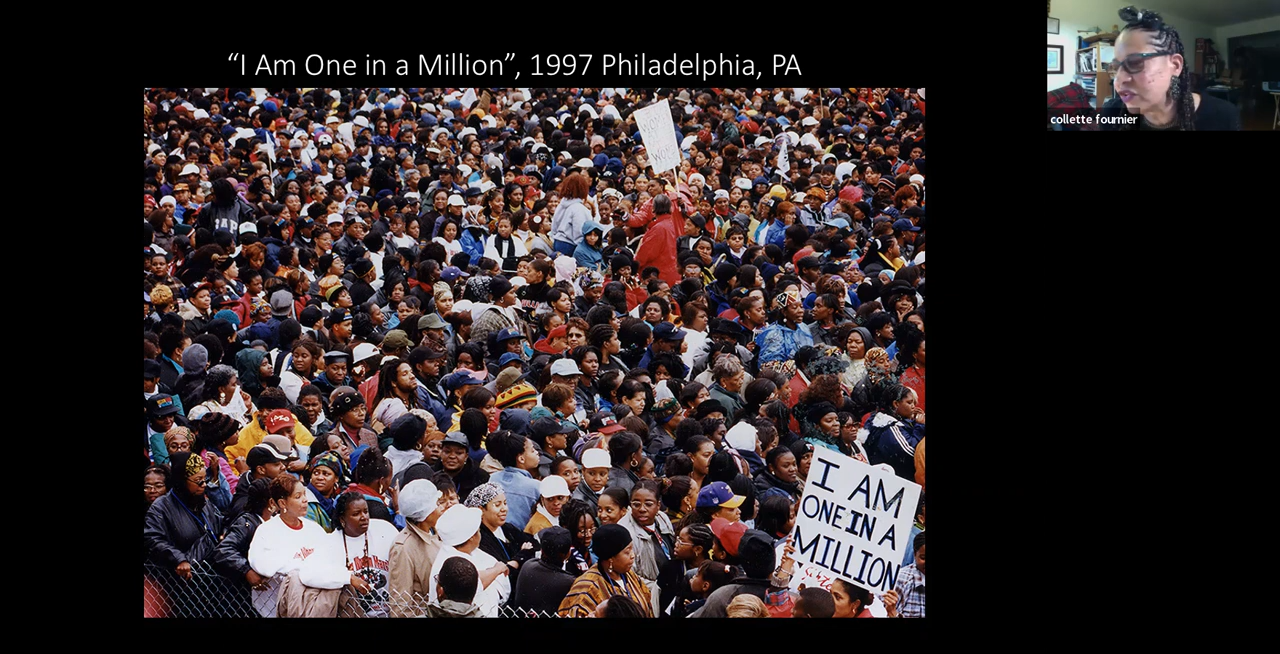 “I Am One in a Million”, 1997 Philadelphia, PA
collette fournier
I AM
ONE IN A
MILLION